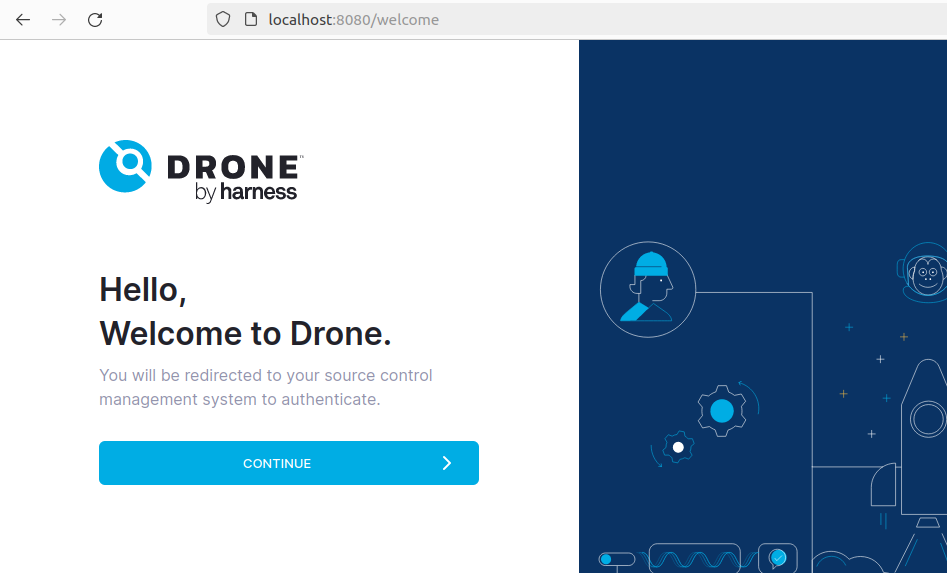 localhost:8080/welcome
DRONE™
by harness
Hello,
Welcome to Drone.
You will be redirected to your source control
management system to authenticate.
CONTINUE